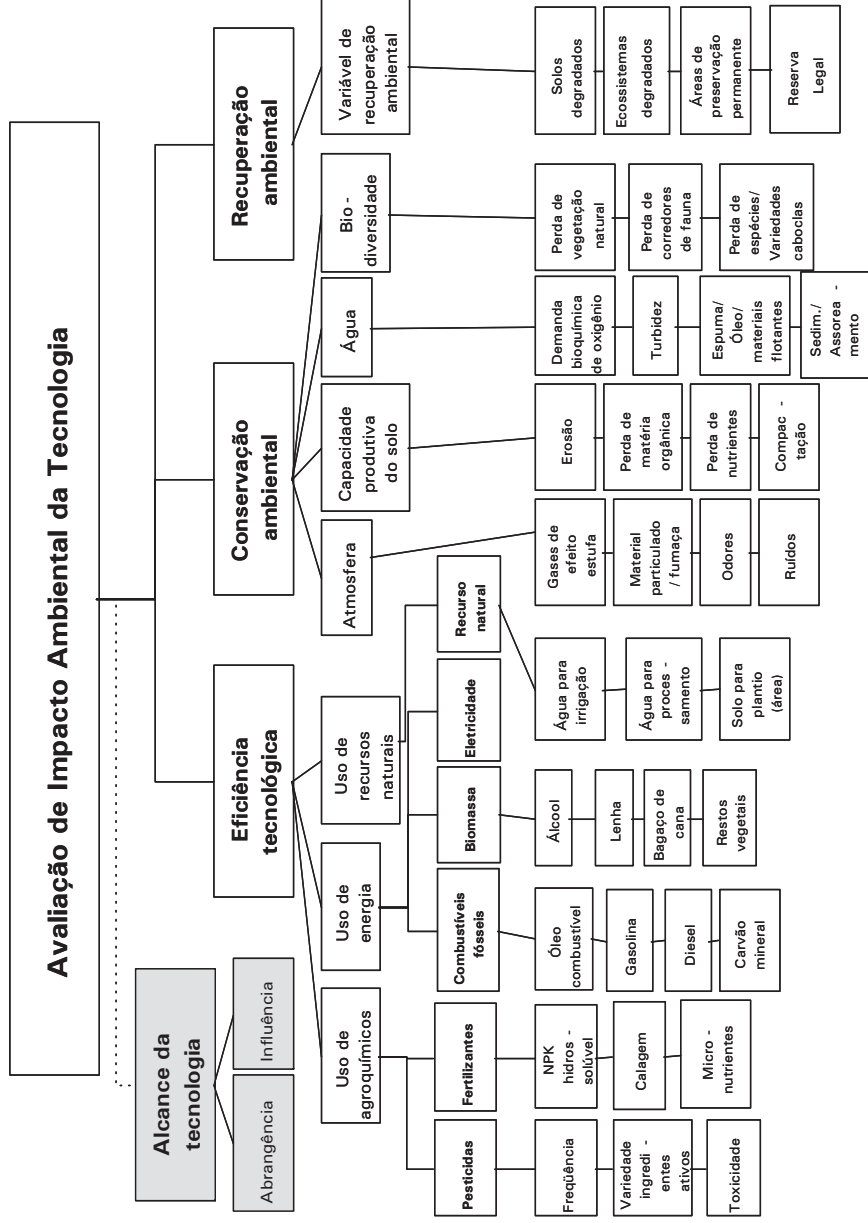 Avaliação de Impacto Ambiental da Tecnologia
Alcance da
tecnologia
Abrangência
Influência
Eficiência
tecnológica
Conservação
ambiental
Recuperação
ambiental
Uso de
agroquímicos
Uso de
energia
Uso de
recursos
naturais
Atmosfera
Capacidade
produtiva
do solo
Água
Bio -
diversidade
Variável de
recuperação
ambiental
Pesticidas
Fertilizantes
Combustíveis
fósseis
Biomassa
Eletricidade
Recurso
natural
Freqüência
Variedade
ingredi -
entes
ativos
Toxicidade
NPK
hidros -
solúvel
Calagem
Micro -
nutrientes
Óleo
combustível
Gasolina
Diesel
Carvão
mineral
Álcool
Lenha
Bagaço de
cana
Restos
vegetais
Água para
irrigação
Água para
proces -
samento
Solo para
plantio
(área)
Gases de
efeito
estufa
Material
particulado
/ fumaça
Odores
Ruídos
Erosão
Perda de
matéria
orgânica
Perda de
nutrientes
Compac -
tação
Demanda
bioquímica
de oxigênio
Turbidez
Espuma/
Óleo/
materiais
flotantes
Sedim./
Assorea -
mento
Perda de
vegetação
natural
Perda de
corredores
de fauna
Perda de
espécies/
Variedades
caboclas
Solos
degradados
Ecossistemas
degradados
Áreas de
preservação
permanente
Reserva
Legal